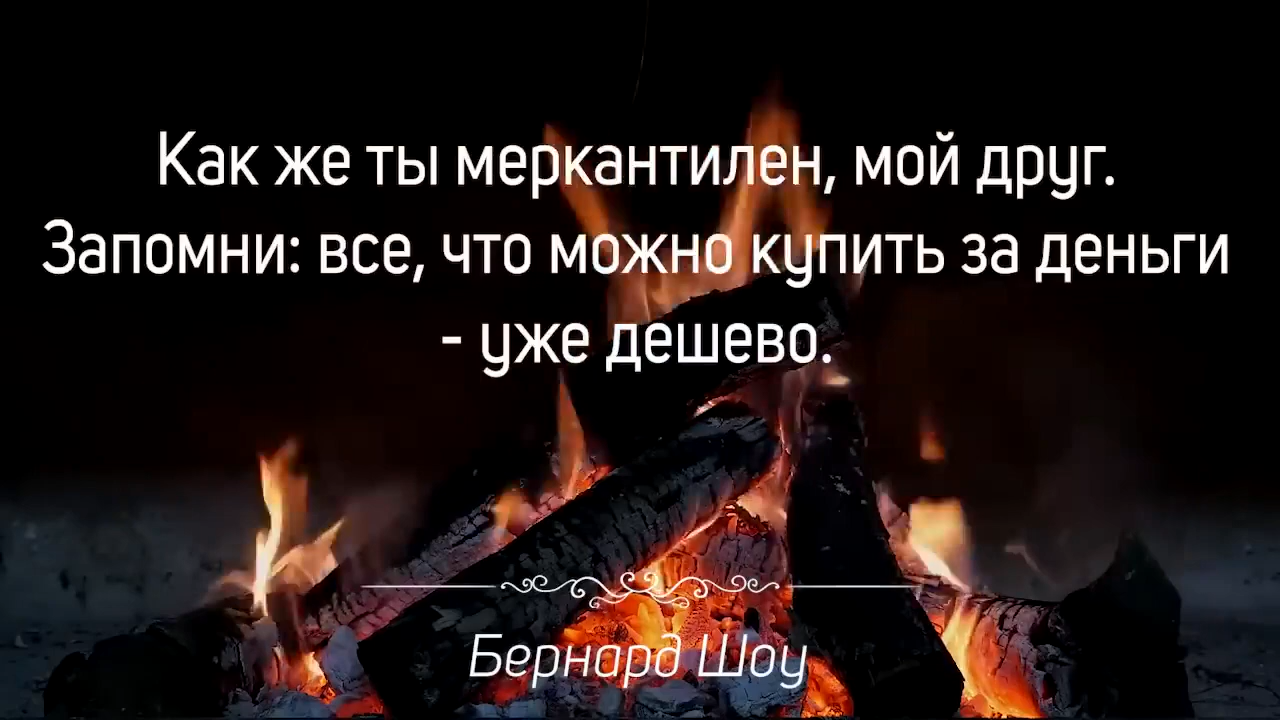 Как же ты меркантилен, мой друг.
Запомни: все, что можно купить за деньги
- уже дешево.
Бернард Шоу